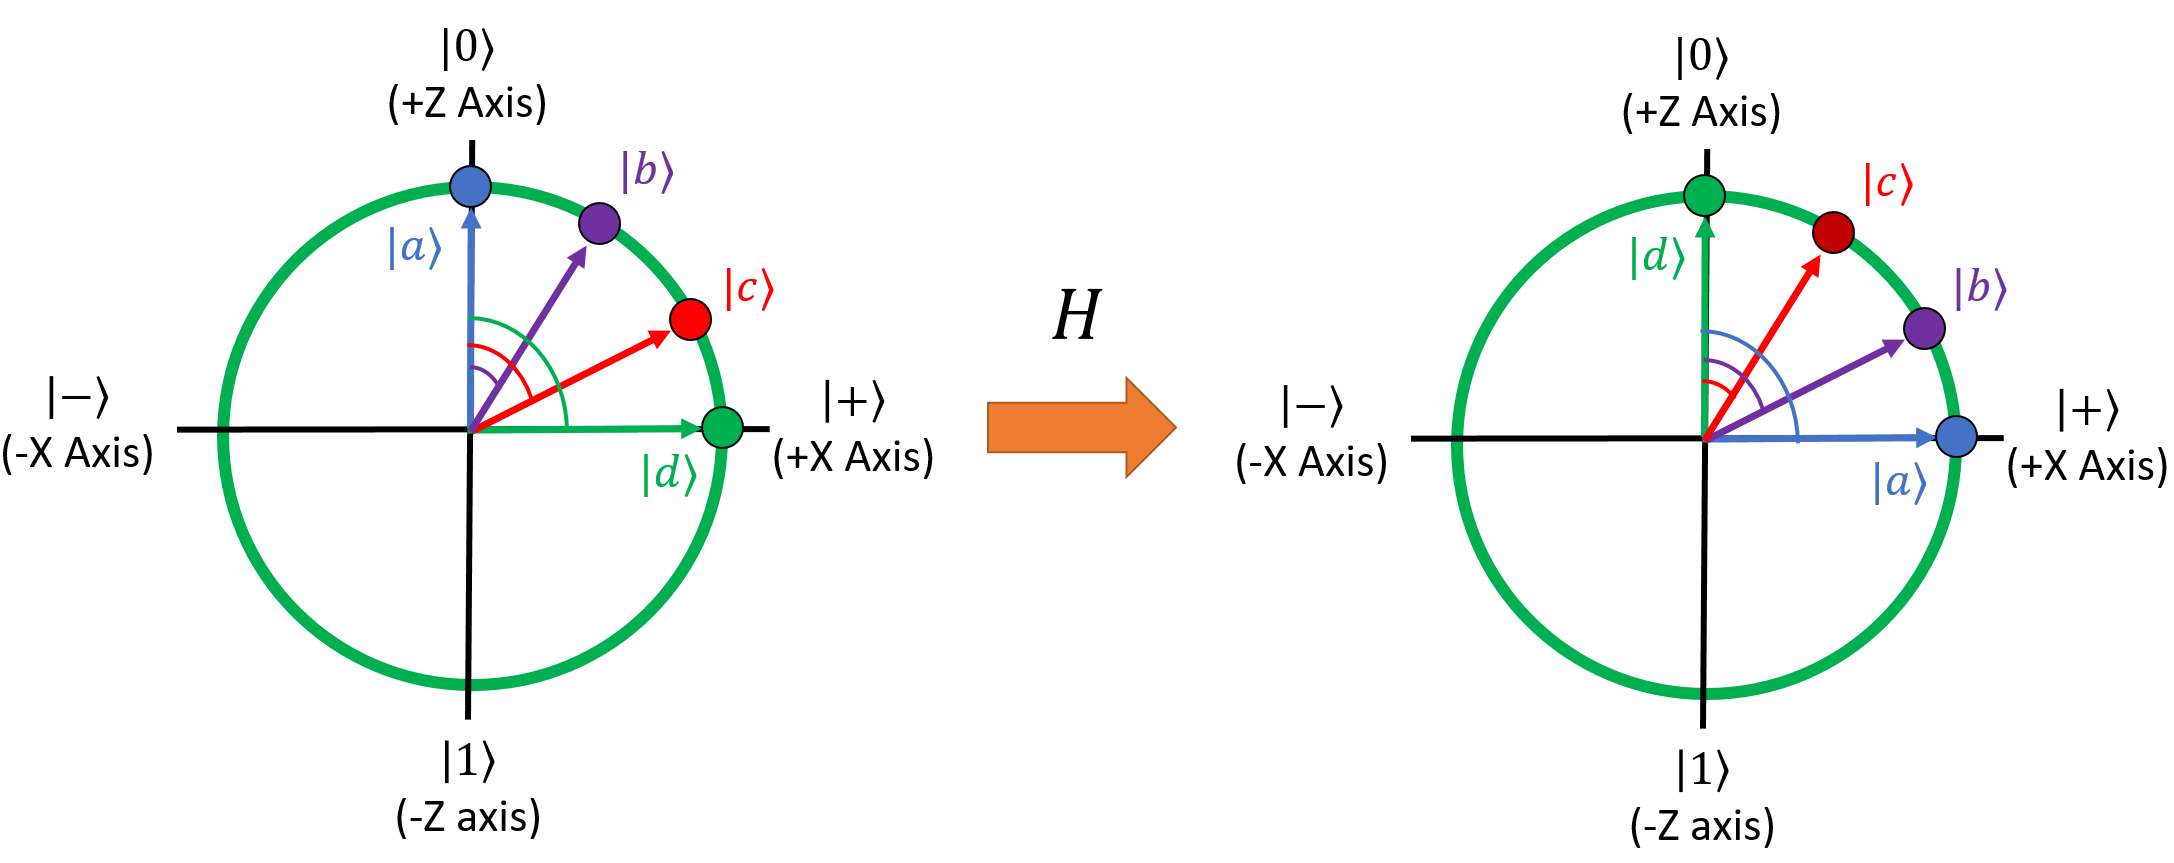 |0⟩
(+Z Axis)
|b⟩
|a⟩
|c⟩
|−⟩
(-X Axis)
|+⟩
(+X Axis)
|d⟩
|1⟩
(-Z axis)
H
|0⟩
(+Z Axis)
|c⟩
|d⟩
|b⟩
|−⟩
(-X Axis)
|+⟩
(+X Axis)
|a⟩
|1⟩
(-Z axis)